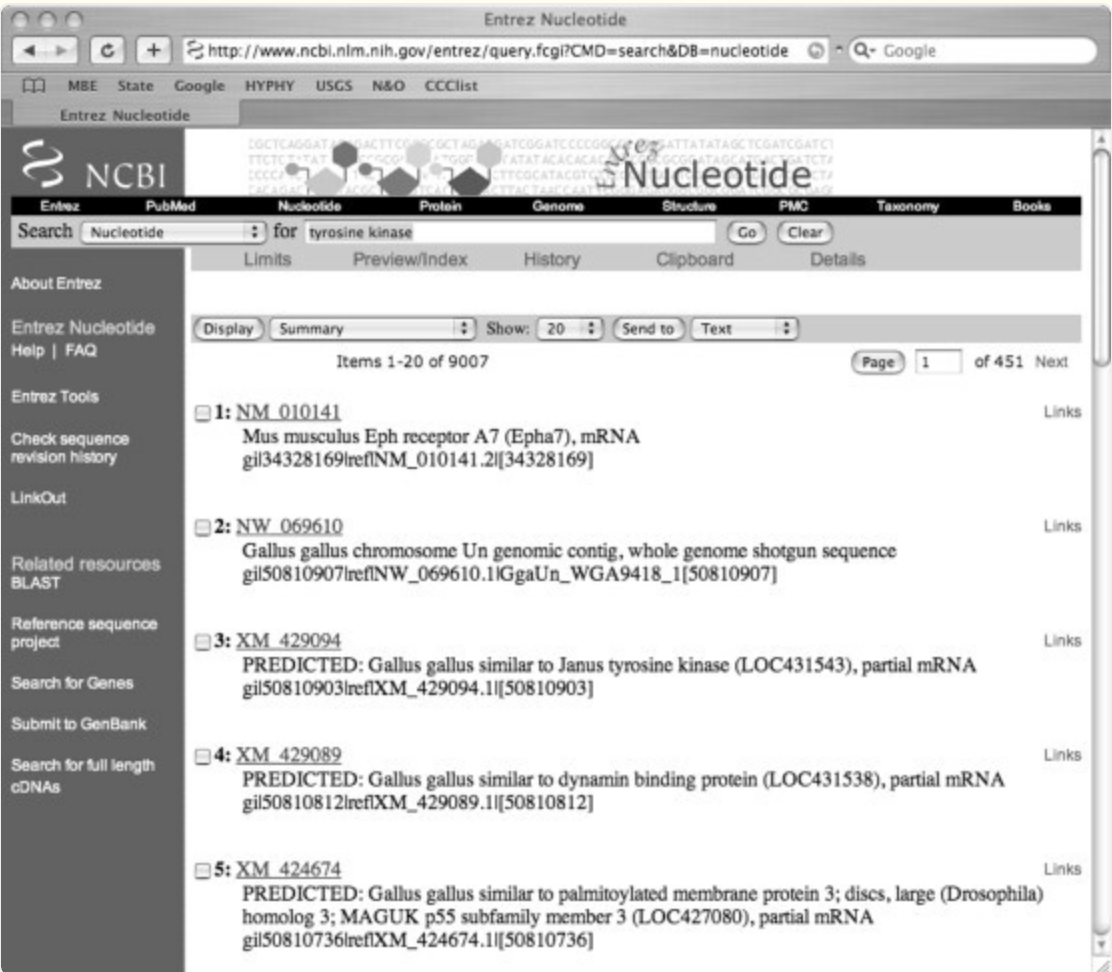 Entrez Nucleotide
http://www.ncbi.nlm.nih.gov/entrez/query.fcgi?CMD=search&DB=nucleotide
Google
MBE State Google HYPHY USGS N&O CCClist
Entrez Nucleotide
NCBI
Entrez Nucleotide
Entrez PubMed Nucleotide Protein Genome Structure PMC Taxonomy Books
Search Nucleotide for tyrosine kinase Go Clear
Limits Preview/Index History Clipboard Details
About Entrez
Entrez Nucleotide
Help | FAQ
Entrez Tools
Check sequence
revision history
LinkOut
Related resources
BLAST
Reference sequence
project
Search for Genes
Submit to GenBank
Search for full length
cDNAs
Display Summary Show: 20 Send to Text
Items 1-20 of 9007 Page 1 of 451 Next
1: NM_010141 Links
Mus musculus Eph receptor A7 (Epha7), mRNA
gi|34328169|ref|NM_010141.2|[34328169]
2: NW_069610 Links
Gallus gallus chromosome Un genomic contig, whole genome shotgun sequence
gi|50810907|ref|NW_069610.1|GgaUn_WGA9418_1[50810907]
3: XM_429094 Links
PREDICTED: Gallus gallus similar to Janus tyrosine kinase (LOC431543), partial mRNA
gi|50810903|ref|XM_429094.1|[50810903]
4: XM_429089 Links
PREDICTED: Gallus gallus similar to dynamin binding protein (LOC431538), partial mRNA
gi|50810812|ref|XM_429089.1|[50810812]
5: XM_424674 Links
PREDICTED: Gallus gallus similar to palmitoylated membrane protein 3; discs, large (Drosophila)
homolog 3; MAGUK p55 subfamily member 3 (LOC427080), partial mRNA
gi|50810736|ref|XM_424674.1|[50810736]